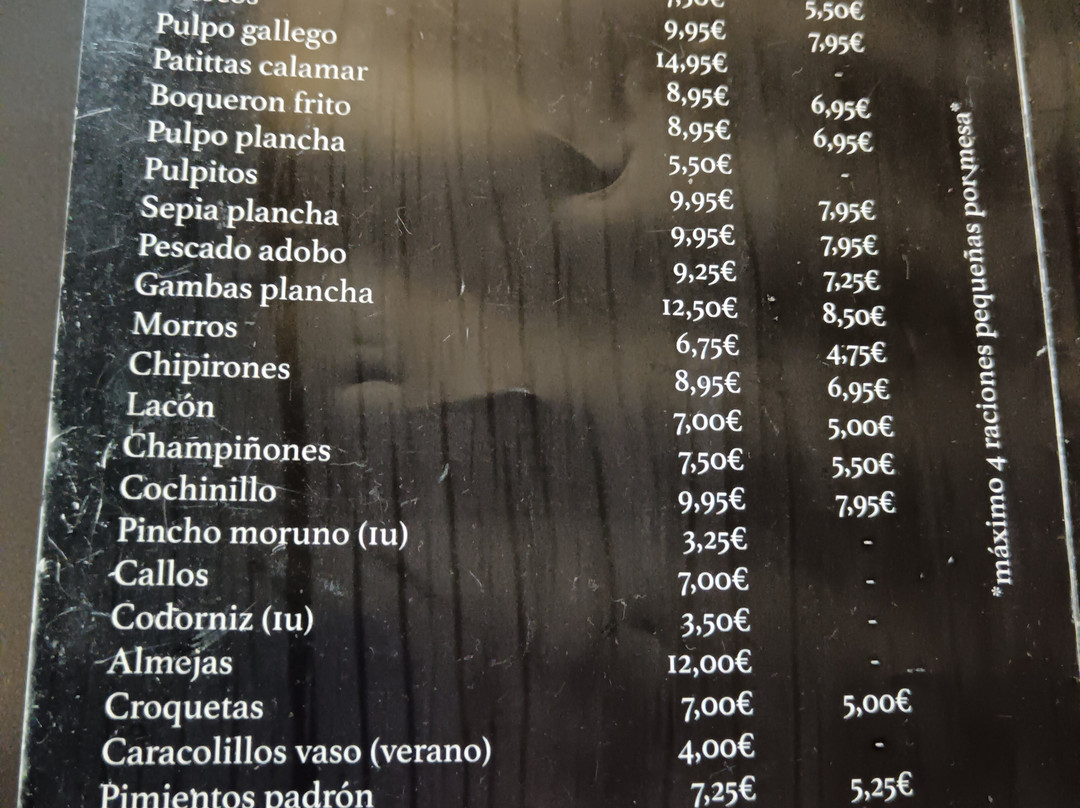 5,50€
9,95€ 7,95€
Pulpo gallego 14,95€ -
Patittas calamar 8,95€ 6,95€
Boqueron frito 8,95€ 6,95€
Pulpo plancha 5,50€ -
Pulpitos 9,95€ 7,95€
Sepia plancha 9,95€ 7,95€
Pescado adobo 9,25€ 7,25€
Gambas plancha 12,50€ 8,50€
Morros 6,75€ 4,75€
Chipirones 8,95€ 6,95€
Lacón 7,00€ 5,00€
Champiñones 7,50€ 5,50€
Cochinillo 9,95€ 7,95€
Pincho moruno (1u) 3,25€ -
Callos 7,00€ -
Codorniz (1u) 3,50€ -
Almejas 12,00€ -
Croquetas 7,00€ 5,00€
Caracolillos vaso (verano) 4,00€ -
Pimientos padrón 7,25€ 5,25€
*máximo 4 raciones pequeñas por mesa*